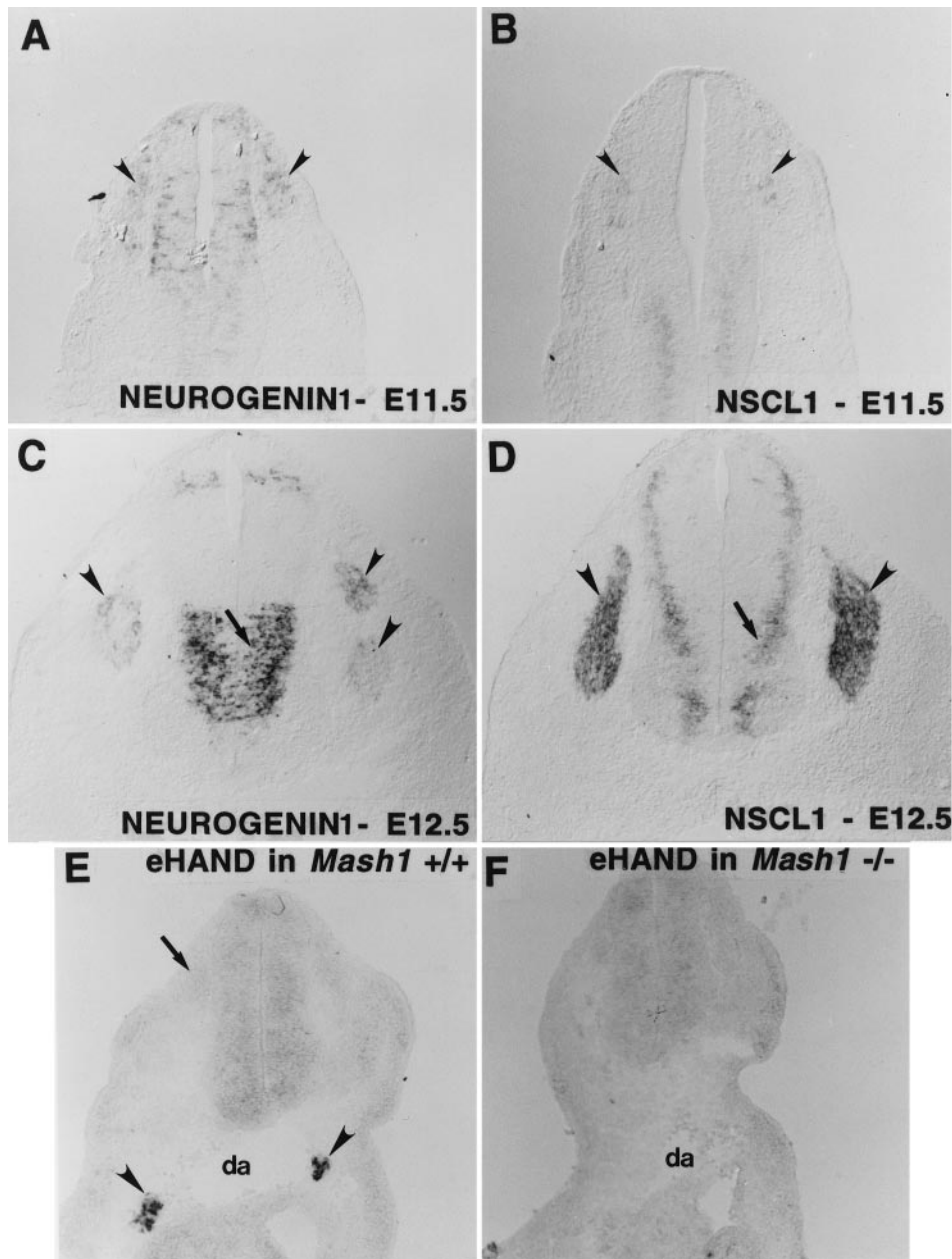 A
NEUROGENIN1- E11.5
B
NSCL1 - E11.5
C
NEUROGENIN1- E12.5
D
NSCL1 - E12.5
E
eHAND in Mash1 +/+
da
F
eHAND in Mash1 -/-
da